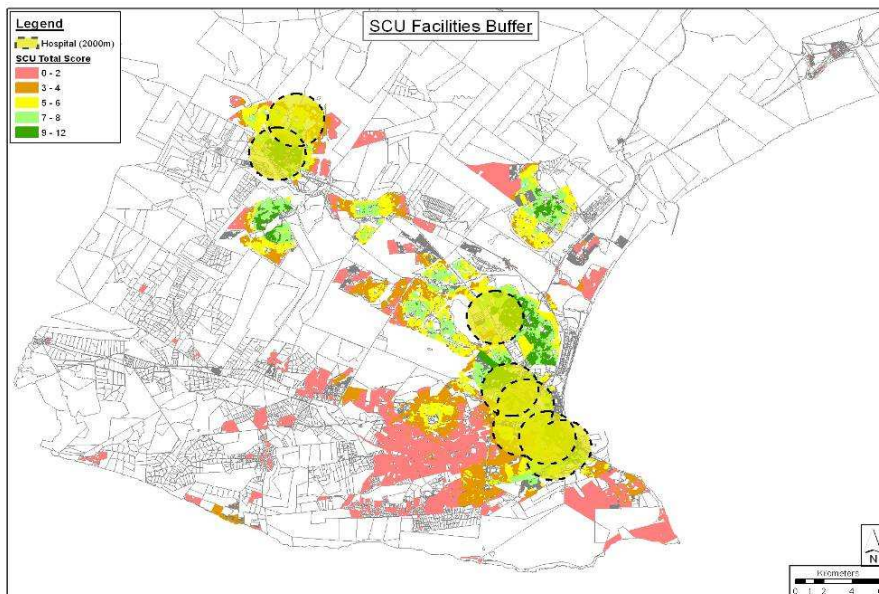 SCU Facilities Buffer
Legend
Hospital (2000m)
SCU Total Score
0 - 2
3 - 4
5 - 6
7 - 8
9 - 12
N
Kilometers
0 1 2 4